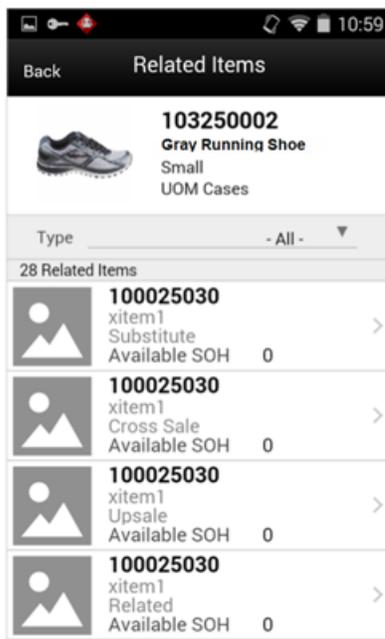 10:59
Back
Related Items
103250002
Gray Running Shoe
Small
UOM Cases
Type - All -
28 Related Items
100025030
xitem1
Substitute
Available SOH 0
100025030
xitem1
Cross Sale
Available SOH 0
100025030
xitem1
Upsale
Available SOH 0
100025030
xitem1
Related
Available SOH 0